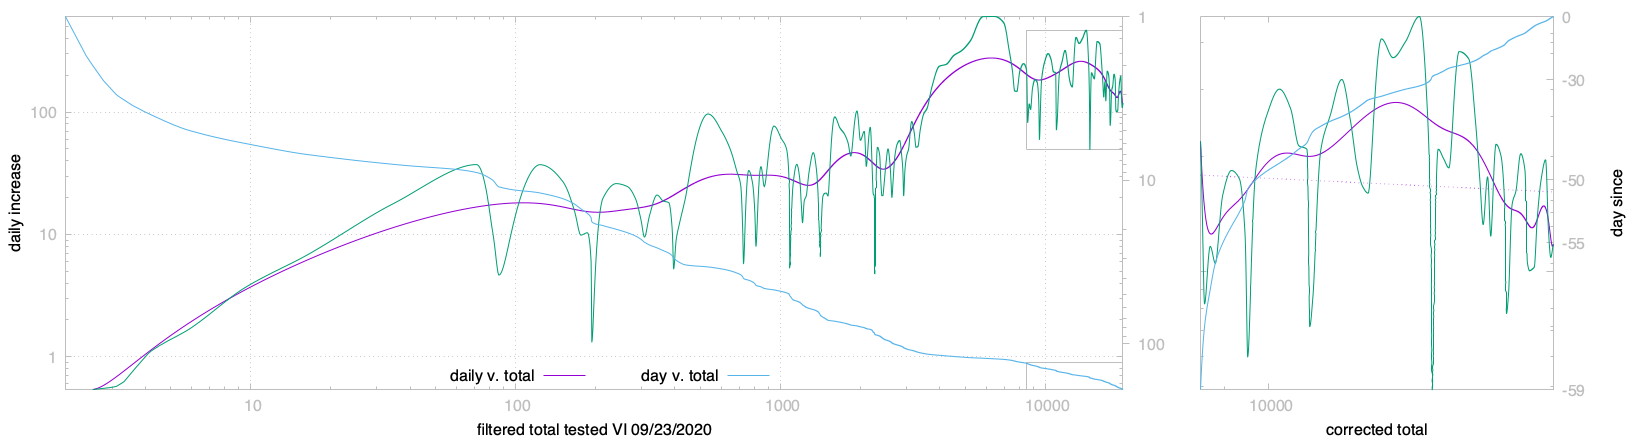 daily increase
100
10
1
10
100
1000
10000
1
10
100
daily v. total
day v. total
filtered total tested VI 09/23/2020
10000
0
-30
-50
-55
-59
day since
corrected total